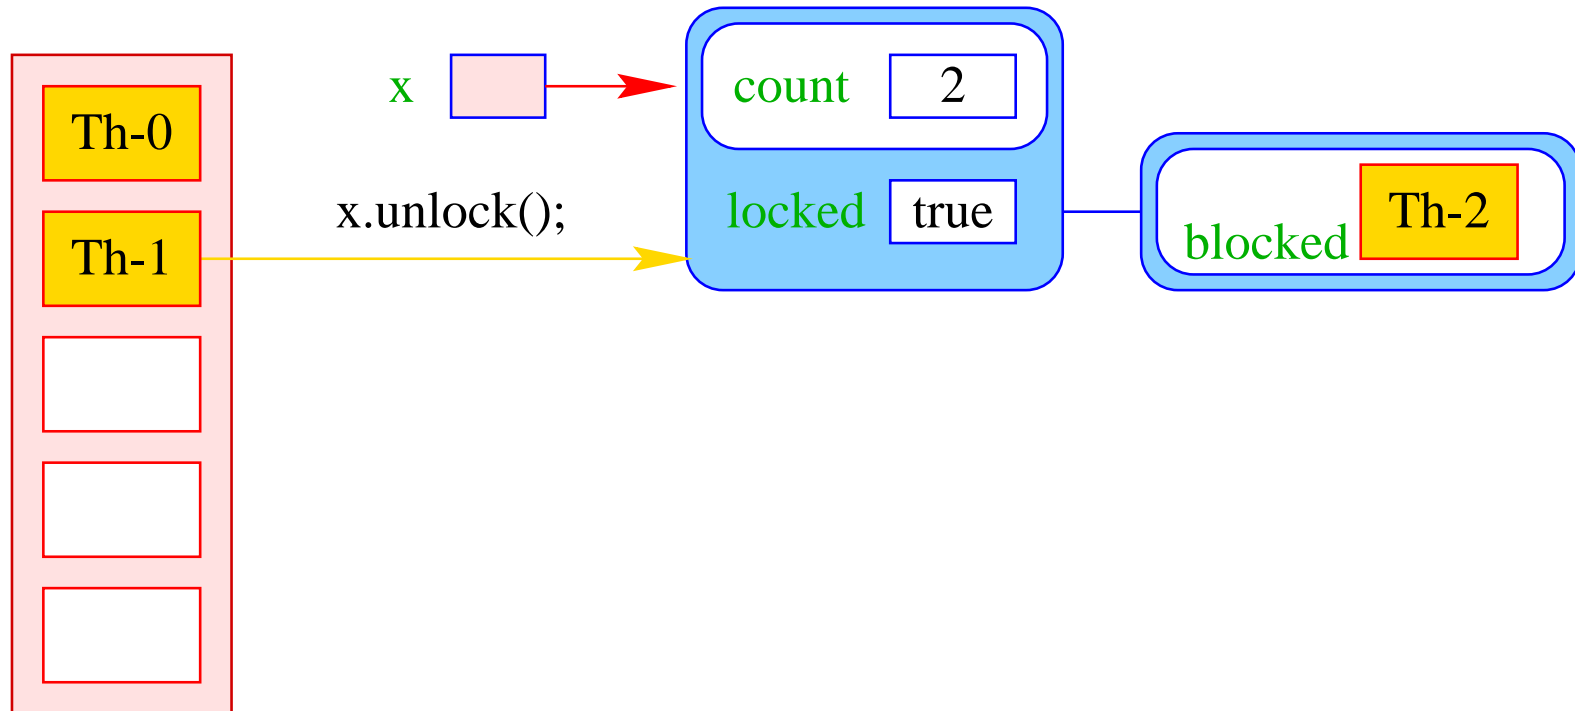 Th-0
Th-1
x
x.unlock();
count 2
locked true
blocked Th-2